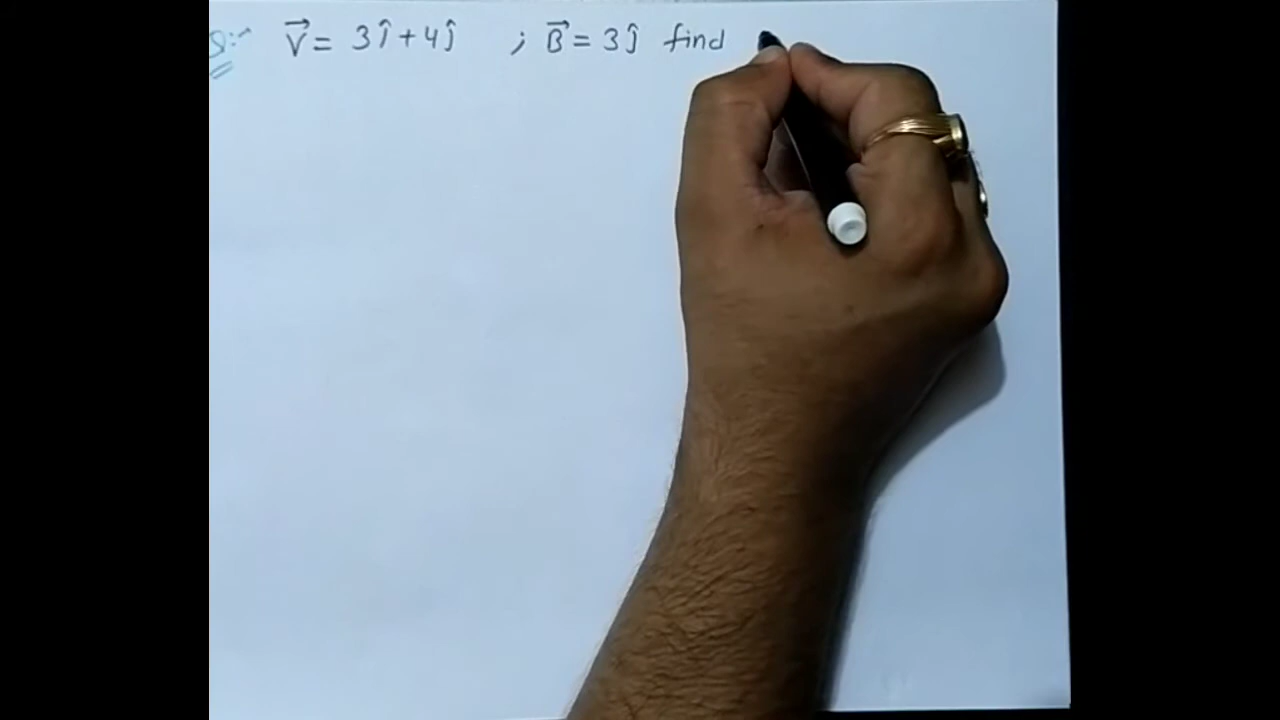 Q:- V⃗ = 3î + 4ĵ ; B⃗ = 3ĵ find